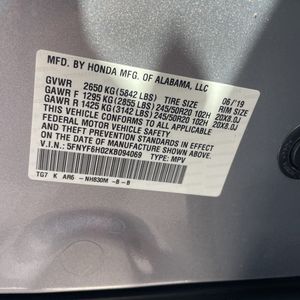 MFD. BY HONDA MFG. OF ALABAMA, LLC 06/'19
GVWR 2650 KG(5842 LBS) TIRE SIZE RIM SIZE
GAWR F 1295 KG(2855 LBS)245/50R20 102H 20X8.0J
GAWR R 1425 KG(3142 LBS)245/50R20 102H 20X8.0J
THIS VEHICLE CONFORMS TO ALL APPLICABLE
FEDERAL MOTOR VEHICLE SAFETY, BUMPER, AND
THEFT PREVENTION STANDARDS IN EFFECT ON THE
DATE OF MANUFACTURE SHOWN ABOVE.
V.I.N.: 5FNYF6H02KB094069 TYPE: MPV
TG7 K AR6 -NH830M -B -B